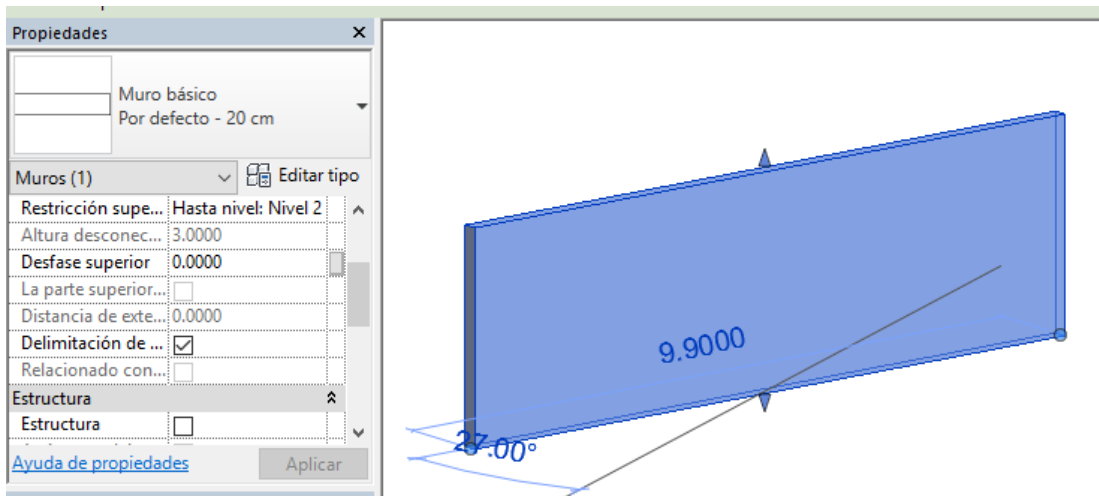 Propiedades
Muro básico
Por defecto - 20 cm
Muros (1)
Editar tipo
Restricción supe... Hasta nivel: Nivel 2
Altura desconec... 3.0000
Desfase superior 0.0000
La parte superior...
Distancia de exte... 0.0000
Delimitación de ...
Relacionado con...
Estructura
Estructura
Ayuda de propiedades
Aplicar
9.9000
27.00°